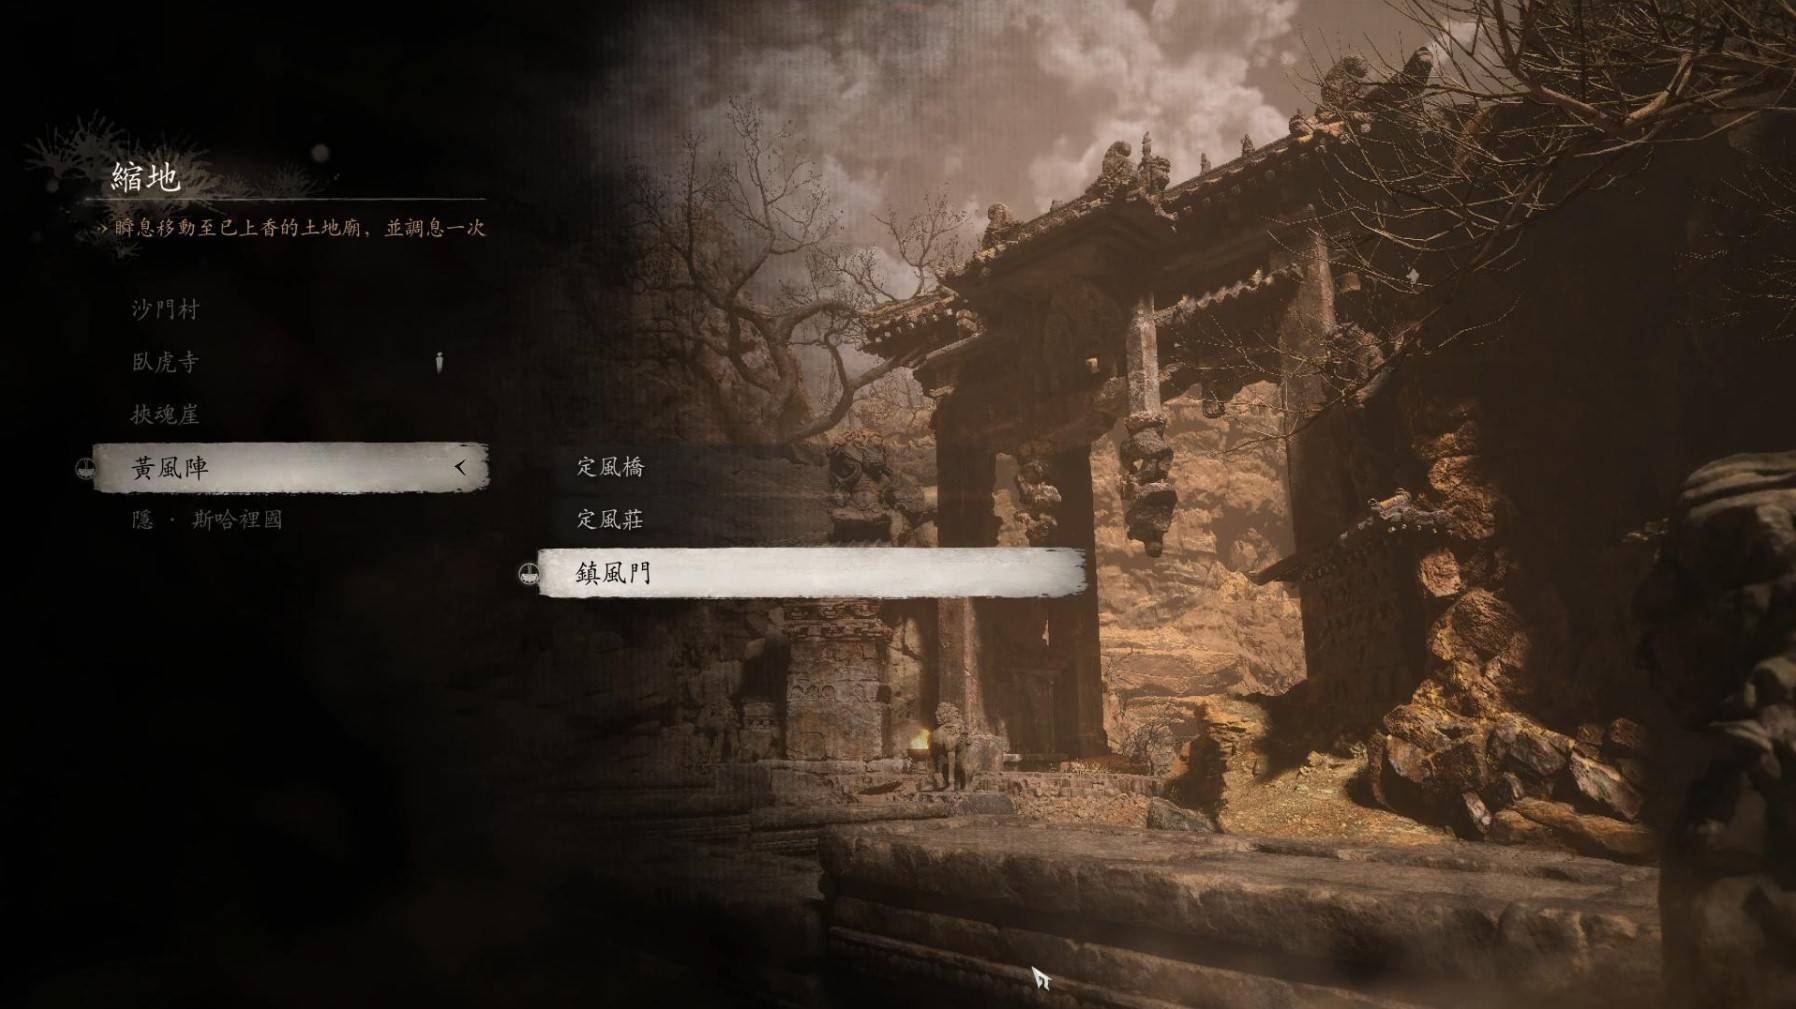 縮地
瞬息移動至已上香的土地廟，並調息一次
沙門村
臥虎寺
挾魂崖
黃風陣
隱 · 斯哈裡國
定風橋
定風莊
鎮風門